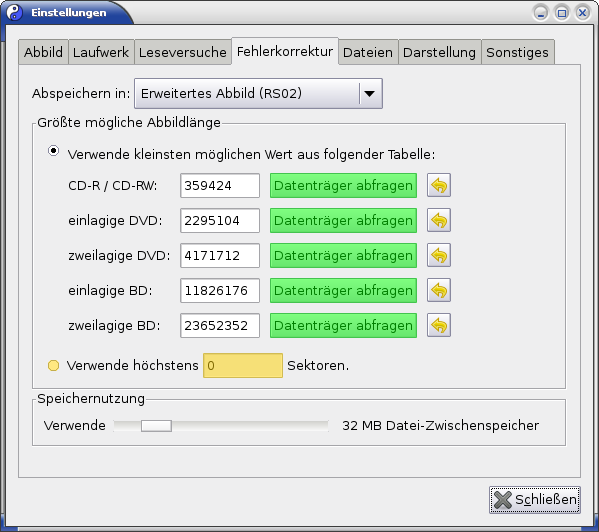 Einstellungen
Abbild Laufwerk Leseversuche Fehlerkorrektur Dateien Darstellung Sonstiges
Abspeichern in: Erweitertes Abbild (RS02)
Größte mögliche Abbildlänge
Verwende kleinsten möglichen Wert aus folgender Tabelle:
CD-R / CD-RW: 359424 Datenträger abfragen
einlagige DVD: 2295104 Datenträger abfragen
zweilagige DVD: 4171712 Datenträger abfragen
einlagige BD: 11826176 Datenträger abfragen
zweilagige BD: 23652352 Datenträger abfragen
Verwende höchstens 0 Sektoren.
Speichernutzung
Verwende 32 MB Datei-Zwischenspeicher
Schließen